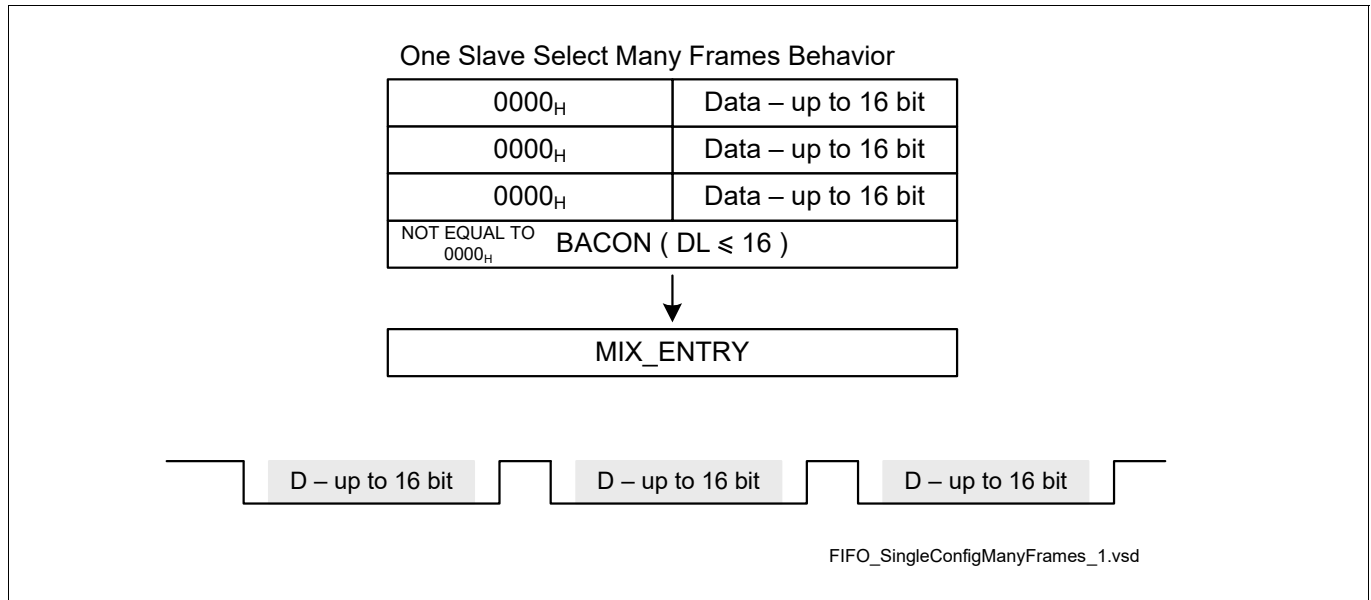 One Slave Select Many Frames Behavior
0000H Data – up to 16 bit
0000H Data – up to 16 bit
0000H Data – up to 16 bit
NOT EQUAL TO
0000H BACON ( DL ⩽ 16 )
MIX_ENTRY
D – up to 16 bit D – up to 16 bit D – up to 16 bit
FIFO_SingleConfigManyFrames_1.vsd